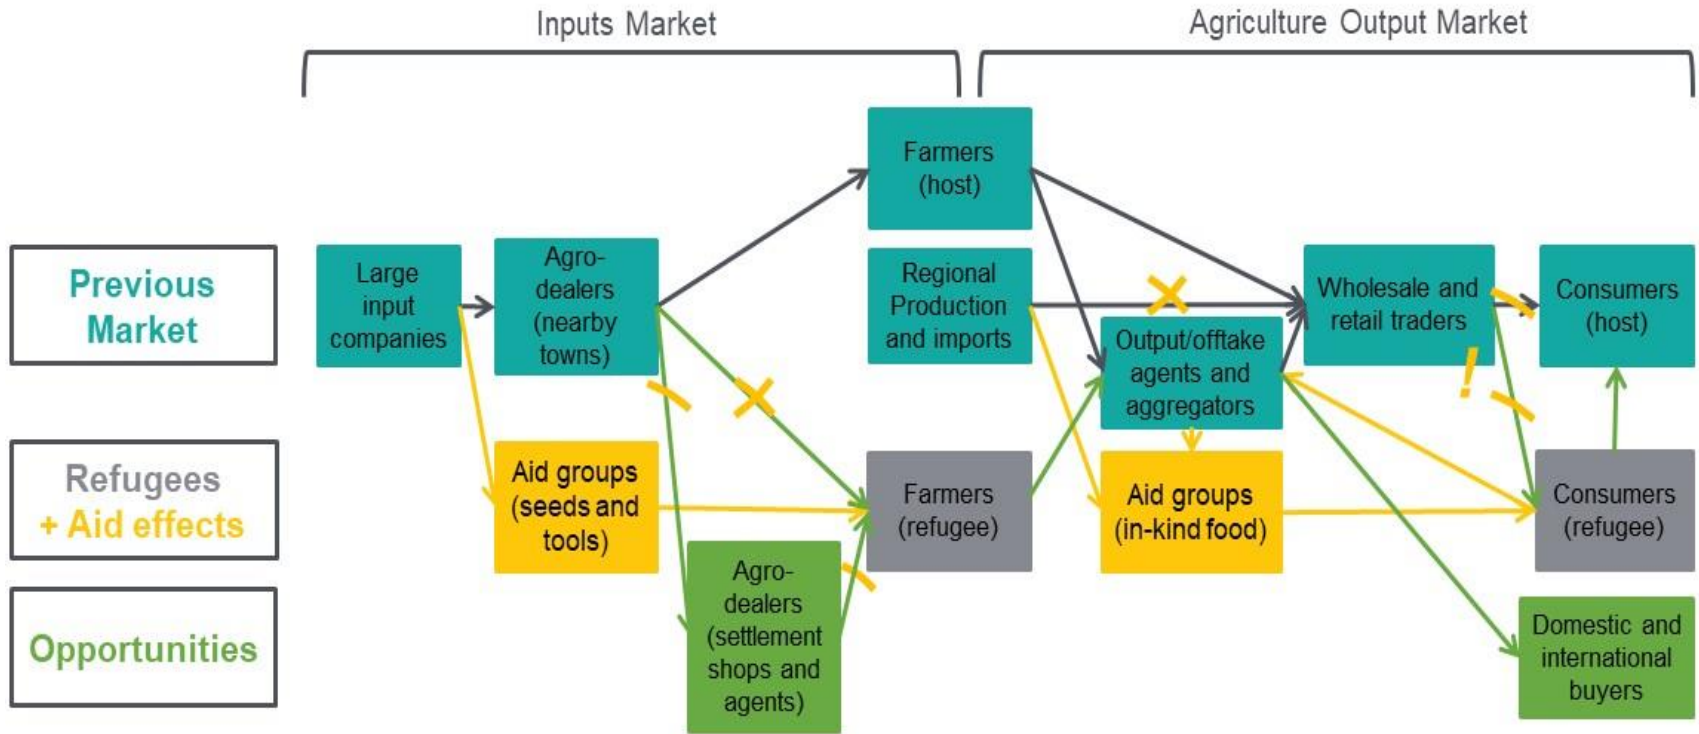 Inputs Market
Agriculture Output Market
Previous
Market
Refugees
+ Aid effects
Opportunities
Large
input
companies
Agro-
dealers
(nearby
towns)
Aid groups
(seeds and
tools)
Agro-
dealers
(settlement
shops and
agents)
Farmers
(host)
Regional
Production
and imports
Farmers
(refugee)
Output/offtake
agents and
aggregators
Aid groups
(in-kind food)
Wholesale and
retail traders
!
Consumers
(host)
Consumers
(refugee)
Domestic and
international
buyers